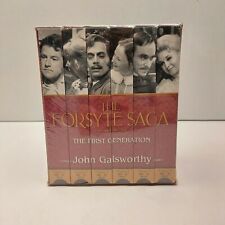 THE
FORSYTE SAGA
THE FIRST GENERATION
John Galsworthy